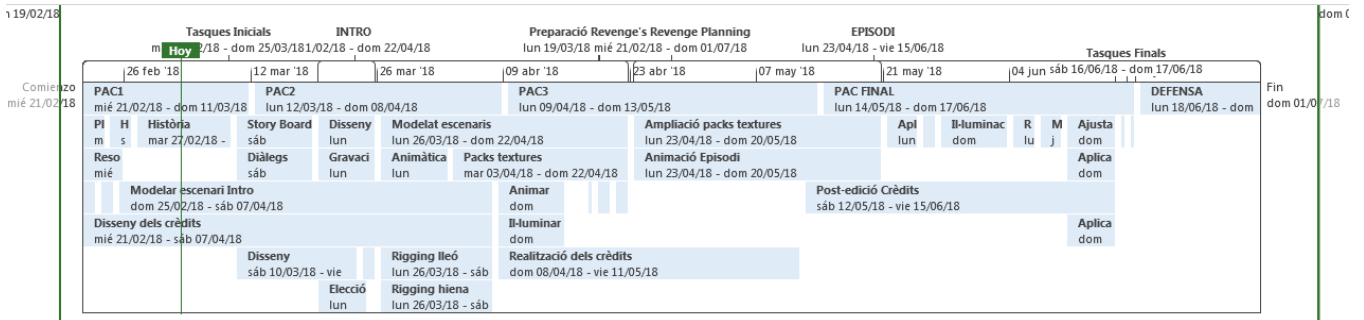 19/02/18
dom 0
Tasques Inicials
INTRO
Preparació Revenge's Revenge Planning
EPISODI
Tasques Finals
Hoy
/18 - dom 25/03/18
1/02/18 - dom 22/04/18
lun 19/03/18 mié 21/02/18 - dom 01/07/18
lun 23/04/18 - vie 15/06/18
sáb 16/06/18 - dom 17/06/18
26 feb '18
12 mar '18
26 mar '18
09 abr '18
23 abr '18
07 may '18
21 may '18
04 jun
Comienzo
mié 21/02/18
Fin
dom 01/07/18
PAC1
mié 21/02/18 - dom 11/03/18
PAC2
lun 12/03/18 - dom 08/04/18
PAC3
lun 09/04/18 - dom 13/05/18
PAC FINAL
lun 14/05/18 - dom 17/06/18
DEFENSA
lun 18/06/18 - dom
Pl
m
H
s
Història
mar 27/02/18 -
Story Board
sáb
Disseny
lun
Modelat escenaris
lun 26/03/18 - dom 22/04/18
Ampliació packs textures
lun 23/04/18 - dom 20/05/18
Apl
lun
Il·luminac
dom
R
lu
M
j
Ajusta
dom
Reso
mié
Diàlegs
sáb
Gravaci
lun
Animàtica
lun
Packs textures
mar 03/04/18 - dom 22/04/18
Animació Episodi
lun 23/04/18 - dom 20/05/18
Aplica
dom
Modelar escenari Intro
dom 25/02/18 - sáb 07/04/18
Animar
dom
Post-edició Crèdits
sáb 12/05/18 - vie 15/06/18
Disseny dels crèdits
mié 21/02/18 - sáb 07/04/18
Il·luminar
dom
Aplica
dom
Disseny
sáb 10/03/18 - vie
Rigging lleó
lun 26/03/18 - sáb
Realització dels crèdits
dom 08/04/18 - vie 11/05/18
Elecció
lun
Rigging hiena
lun 26/03/18 - sáb